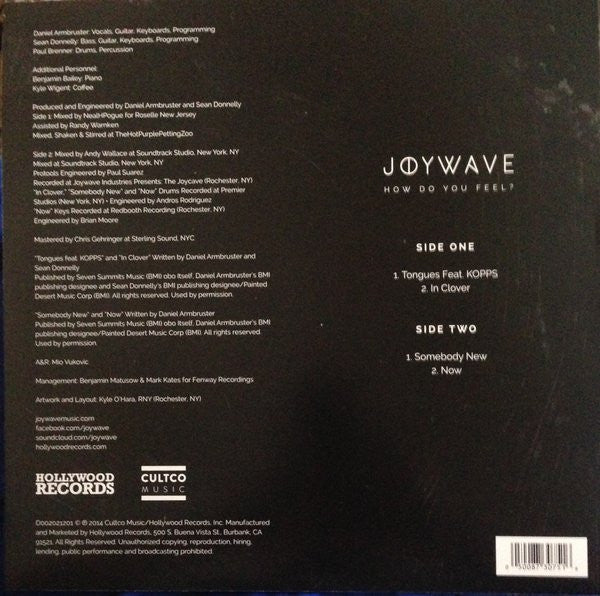 Daniel Armbruster: Vocals, Guitar, Keyboards, Programming
Sean Donnelly: Bass, Guitar, Keyboards, Programming
Paul Brenner: Drums, Percussion
Additional Personnel:
Benjamin Bailey: Piano
Kyle Wigent: Coffee
Produced and Engineered by Daniel Armbruster and Sean Donnelly
Side 1: Mixed by NealHPogue for Roselle New Jersey
Assisted by Randy Warnken
Mixed, Shaken & Stirred at TheHotPurplePettingZoo
Side 2: Mixed by Andy Wallace at Soundtrack Studio, New York, NY
Mixed at Soundtrack Studio, New York, NY
Protools Engineered by Paul Suarez
Recorded at Joywave Industries Presents: The Joycave (Rochester, NY)
"In Clover," "Somebody New" and "Now" Drums Recorded at Premier
Studios (New York, NY) • Engineered by Andros Rodriguez
"Now" Keys Recorded at Redbooth Recording (Rochester, NY)
Engineered by Brian Moore
Mastered by Chris Gehringer at Sterling Sound, NYC
"Tongues feat. KOPPS" and "In Clover" Written by Daniel Armbruster and
Sean Donnelly
Published by Seven Summits Music (BMI) obo Itself, Daniel Armbruster's BMI
publishing designee and Sean Donnelly's BMI publishing designee/Painted
Desert Music Corp (BMI). All rights reserved. Used by permission.
"Somebody New" and "Now" Written by Daniel Armbruster
Published by Seven Summits Music (BMI) obo Itself, Daniel Armbruster's BMI
publishing designee/Painted Desert Music Corp (BMI). All rights reserved.
Used by permission.
A&R: Mio Vukovic
Management: Benjamin Matusow & Mark Kates for Fenway Recordings
Artwork and Layout: Kyle O'Hara, RNY (Rochester, NY)
joywavemusic.com
facebook.com/joywave
soundcloud.com/joywave
hollywoodrecords.com
HOLLYWOOD
RECORDS
CULTCO
MUSIC
D002021201 © ℗ 2014 Cultco Music/Hollywood Records, Inc. Manufactured
and Marketed by Hollywood Records, 500 S. Buena Vista St., Burbank, CA
91521. All Rights Reserved. Unauthorized copying, reproduction, hiring,
lending, public performance and broadcasting prohibited.
JOYWAVE
HOW DO YOU FEEL?
SIDE ONE
1. Tongues Feat. KOPPS
2. In Clover
SIDE TWO
1. Somebody New
2. Now